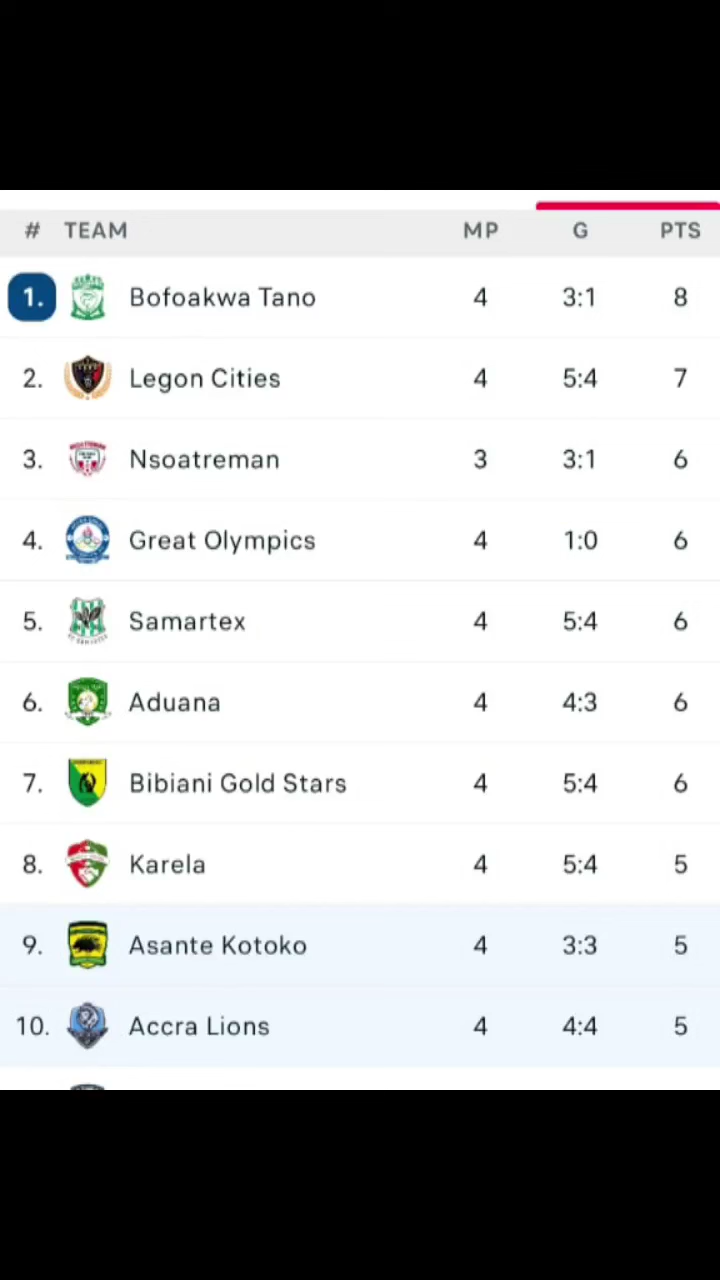 # TEAM MP G PTS
1. Bofoakwa Tano 4 3:1 8
2. Legon Cities 4 5:4 7
3. Nsoatreman 3 3:1 6
4. Great Olympics 4 1:0 6
5. Samartex 4 5:4 6
6. Aduana 4 4:3 6
7. Bibiani Gold Stars 4 5:4 6
8. Karela 4 5:4 5
9. Asante Kotoko 4 3:3 5
10. Accra Lions 4 4:4 5